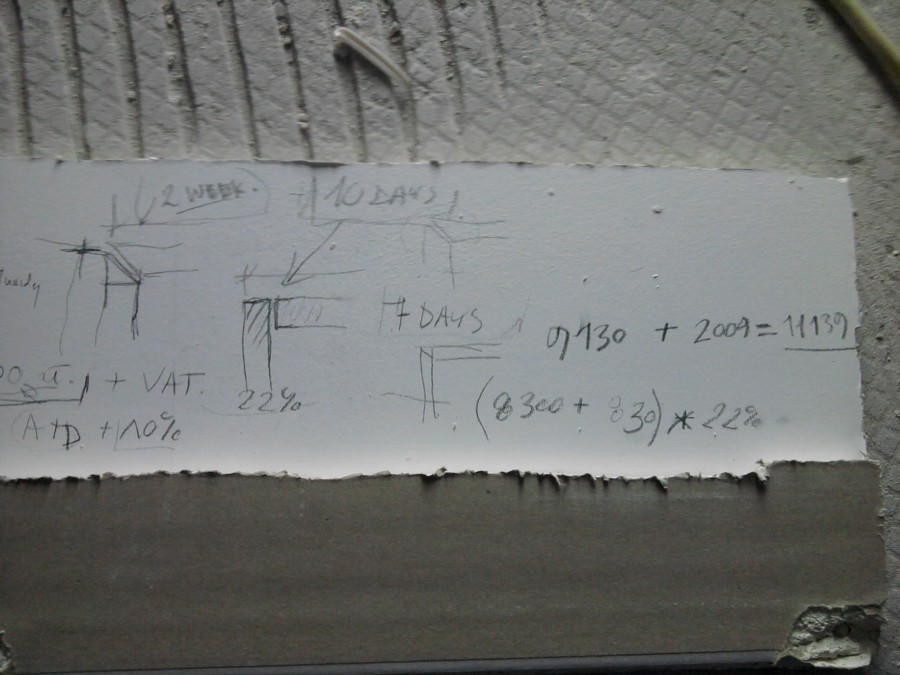 2 WEEK.
10 DAYS
7 DAYS
9130 + 2009 = 11139
+ VAT.
22%
(8300 + 830) * 22%
A+D + 10%